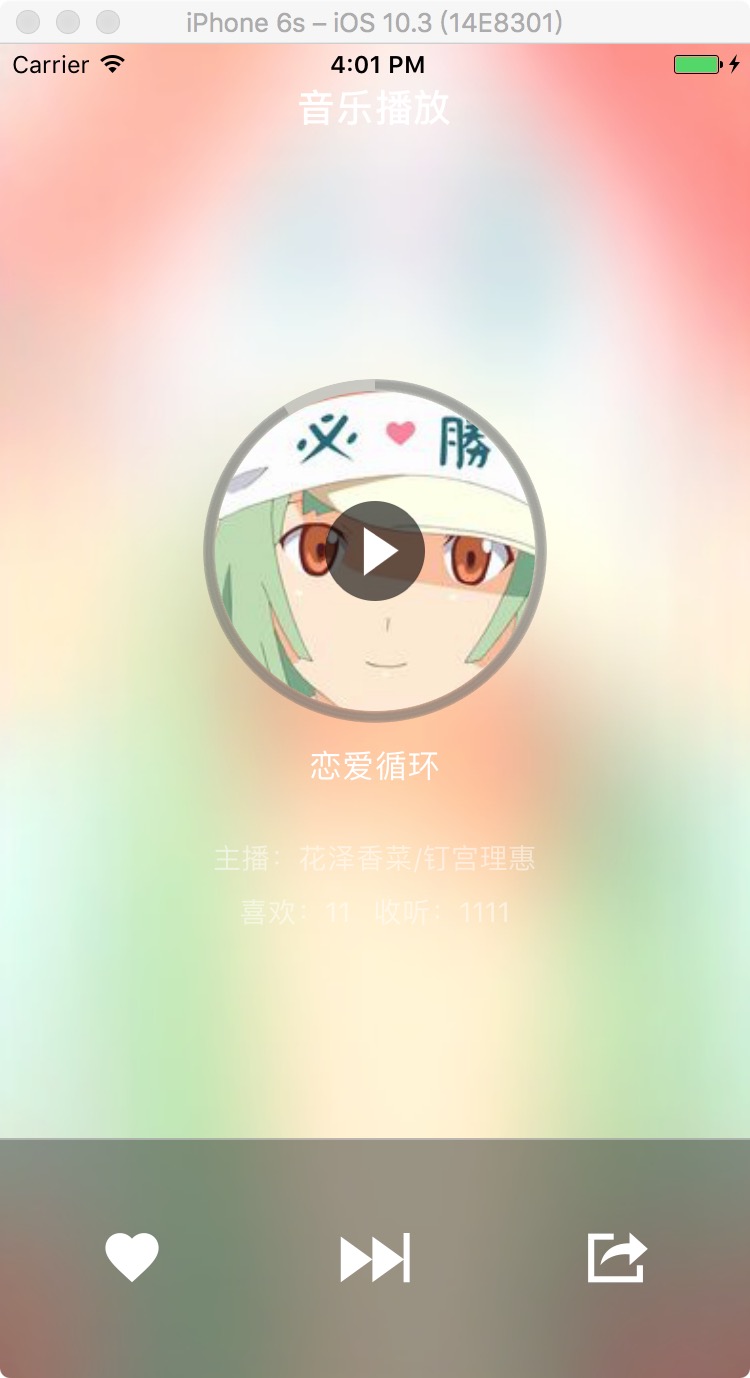 iPhone 6s – iOS 10.3 (14E8301)
Carrier 4:01 PM
音乐播放
必 勝
恋爱循环
主播：花泽香菜/钉宫理惠
喜欢：11 收听：1111